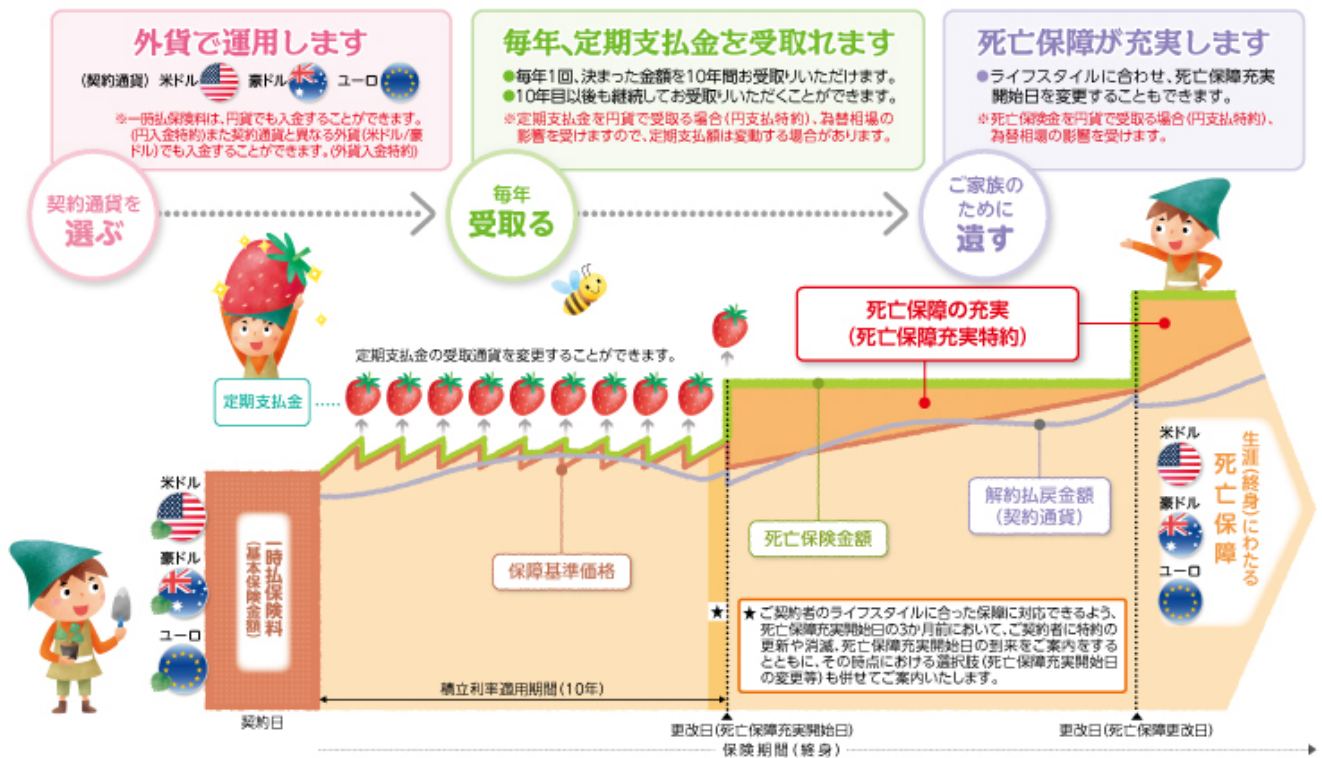 外貨で運用します
(契約通貨) 米ドル 豪ドル ユーロ
※一時払保険料は、円貨でも入金することができます。
(円入金特約)また契約通貨と異なる外貨(米ドル/豪
ドル)でも入金することができます。(外貨入金特約)
毎年、定期支払金を受取れます
●毎年1回、決まった金額を10年間お受取りいただけます。
●10年目以後も継続してお受取りいただくことができます。
※定期支払金を円貨で受取る場合(円支払特約)、為替相場の
影響を受けますので、定期支払額は変動する場合があります。
死亡保障が充実します
●ライフスタイルに合わせ、死亡保障充実
開始日を変更することもできます。
※死亡保険金を円貨で受取る場合(円支払特約)、
為替相場の影響を受けます。
契約通貨を
選ぶ
毎年
受取る
ご家族の
ために
遺す
死亡保障の充実
(死亡保障充実特約)
定期支払金の受取通貨を変更することができます。
定期支払金
米ドル
豪ドル
ユーロ
一時払保険料
(基本保険金額)
保障基準価格
死亡保険金額
解約払戻金額
(契約通貨)
米ドル
豪ドル
ユーロ
生涯(終身)にわたる
死亡保障
★
★ご契約者のライフスタイルに合った保障に対応できるよう、
死亡保障充実開始日の3か月前において、ご契約者に特約の
更新や消滅、死亡保障充実開始日の到来をご案内をする
とともに、その時点における選択肢(死亡保障充実開始日
の変更等)も併せてご案内いたします。
積立利率適用期間(10年)
契約日
更改日(死亡保障充実開始日)
更改日(死亡保障更改日)
保険期間(終身)